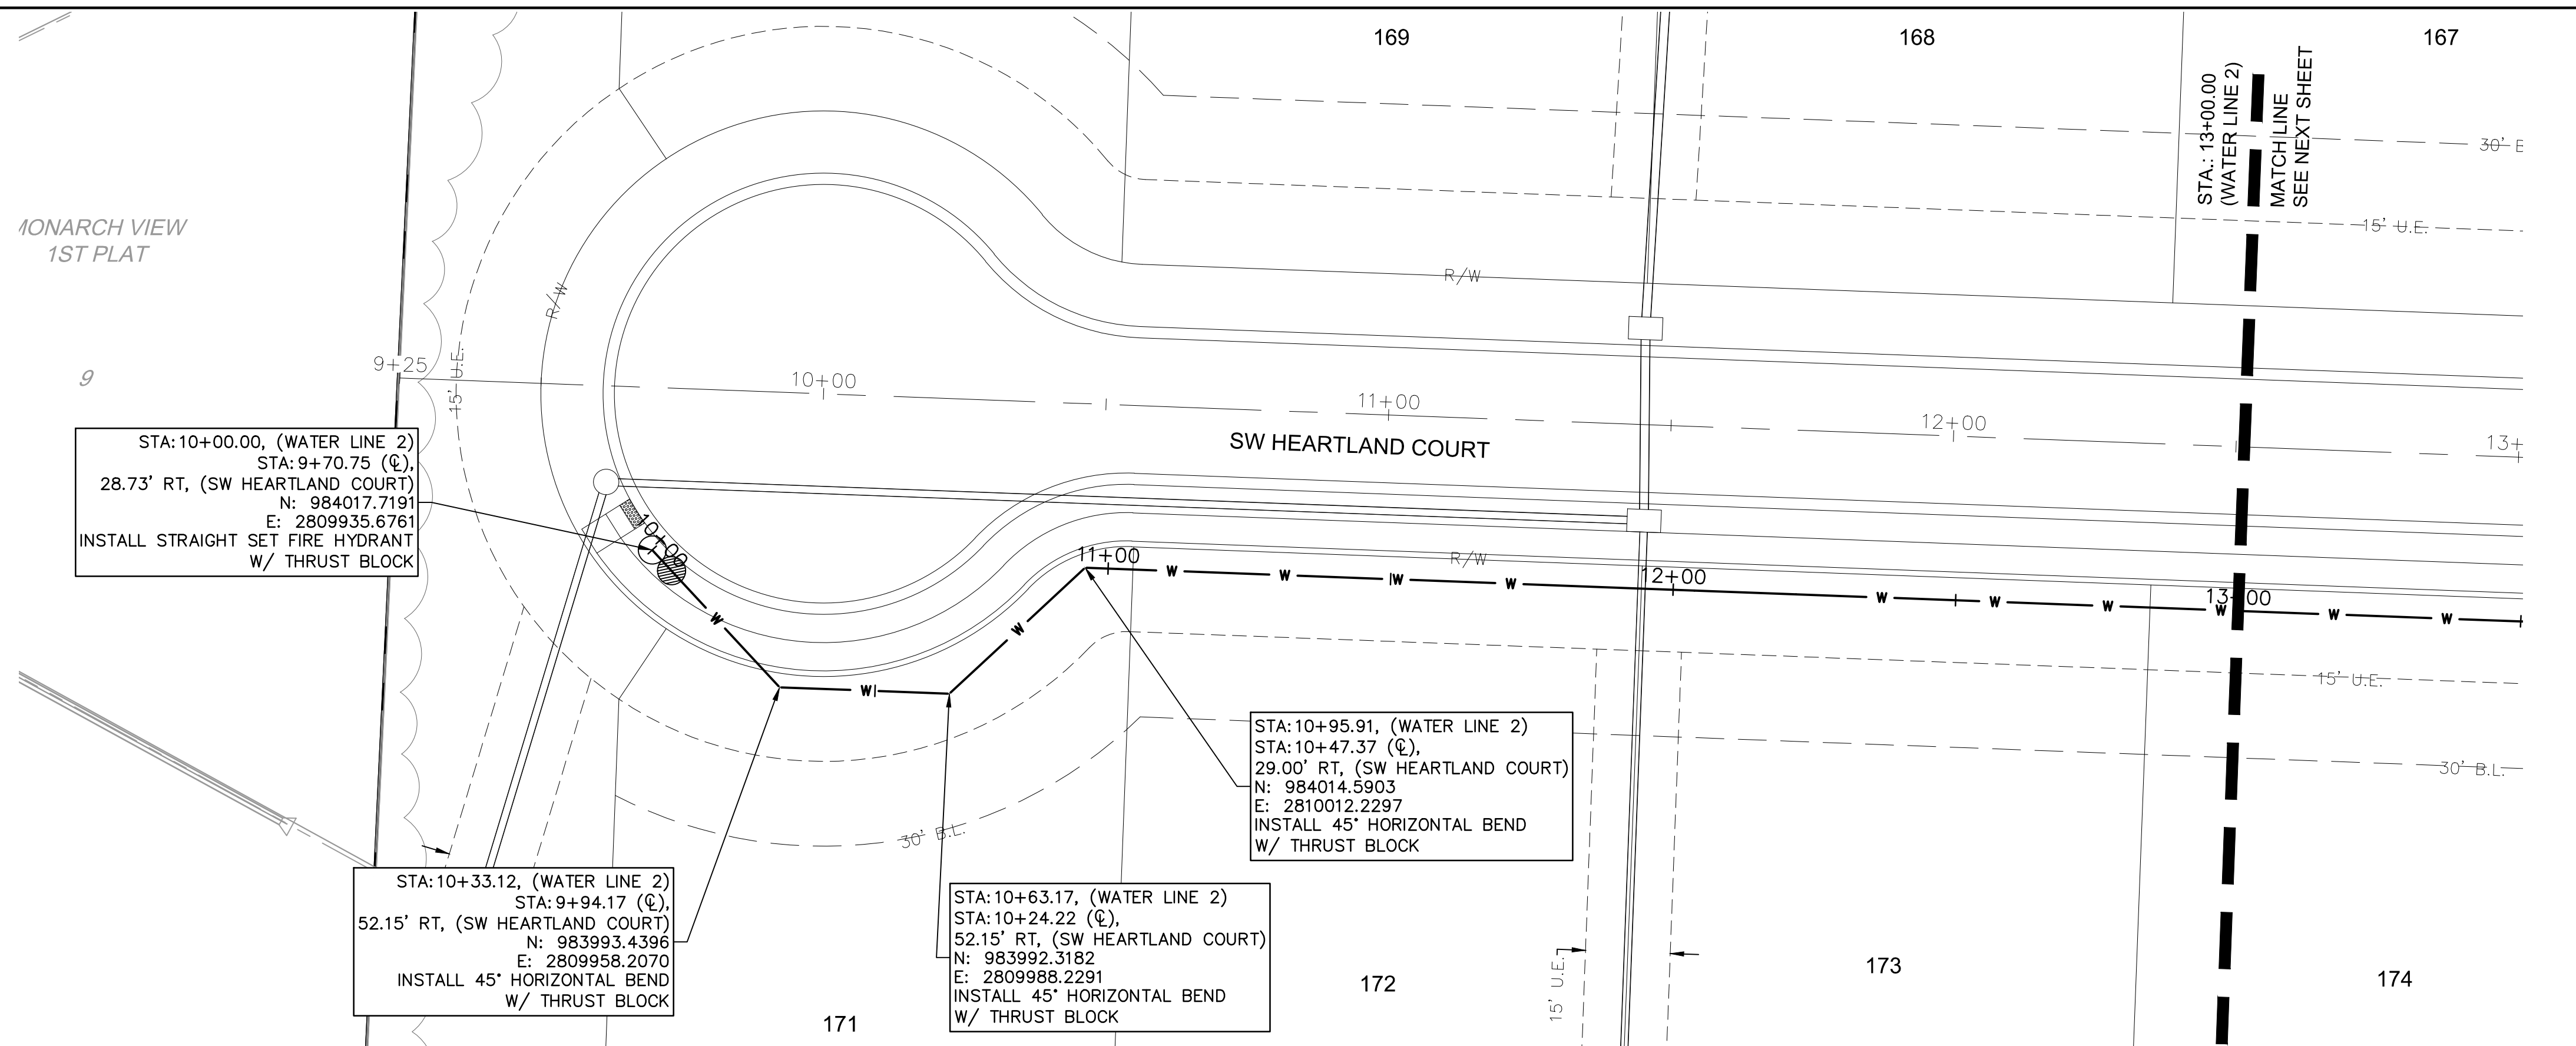 169
168
167
STA.: 13+00.00
(WATER LINE 2)
MATCH LINE
SEE NEXT SHEET
30' B
15' U.E.
R/W
R/W
MONARCH VIEW
1ST PLAT
9
9+25
15' U.E.
10+00
11+00
12+00
13+
SW HEARTLAND COURT
STA:10+00.00, (WATER LINE 2)
STA:9+70.75 (℄),
28.73' RT, (SW HEARTLAND COURT)
N: 984017.7191
E: 2809935.6761
INSTALL STRAIGHT SET FIRE HYDRANT
W/ THRUST BLOCK
10+00
11+00
R/W
12+00
13+00
W
W
W
W
W
W
W
W
W
W
W
W
W
15' U.E.
30' B.L.
STA:10+95.91, (WATER LINE 2)
STA:10+47.37 (℄),
29.00' RT, (SW HEARTLAND COURT)
N: 984014.5903
E: 2810012.2297
INSTALL 45° HORIZONTAL BEND
W/ THRUST BLOCK
30' B.L.
STA:10+33.12, (WATER LINE 2)
STA:9+94.17 (℄),
52.15' RT, (SW HEARTLAND COURT)
N: 983993.4396
E: 2809958.2070
INSTALL 45° HORIZONTAL BEND
W/ THRUST BLOCK
STA:10+63.17, (WATER LINE 2)
STA:10+24.22 (℄),
52.15' RT, (SW HEARTLAND COURT)
N: 983992.3182
E: 2809988.2291
INSTALL 45° HORIZONTAL BEND
W/ THRUST BLOCK
15' U.E.
171
172
173
174